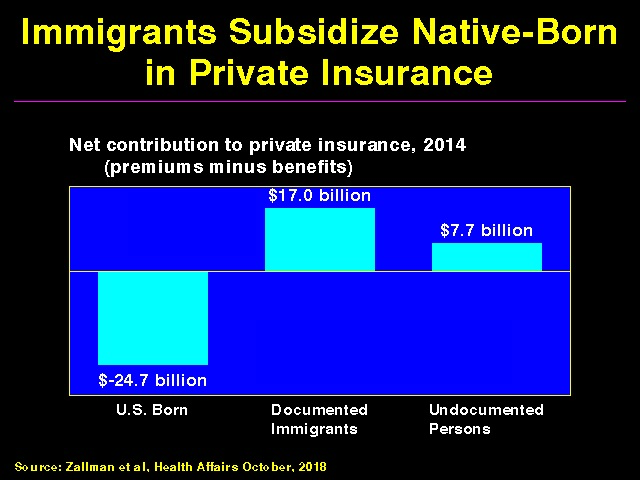 Immigrants Subsidize Native-Born
in Private Insurance
Net contribution to private insurance, 2014
(premiums minus benefits)
$17.0 billion
$7.7 billion
$-24.7 billion
U.S. Born
Documented
Immigrants
Undocumented
Persons
Source: Zallman et al, Health Affairs October, 2018